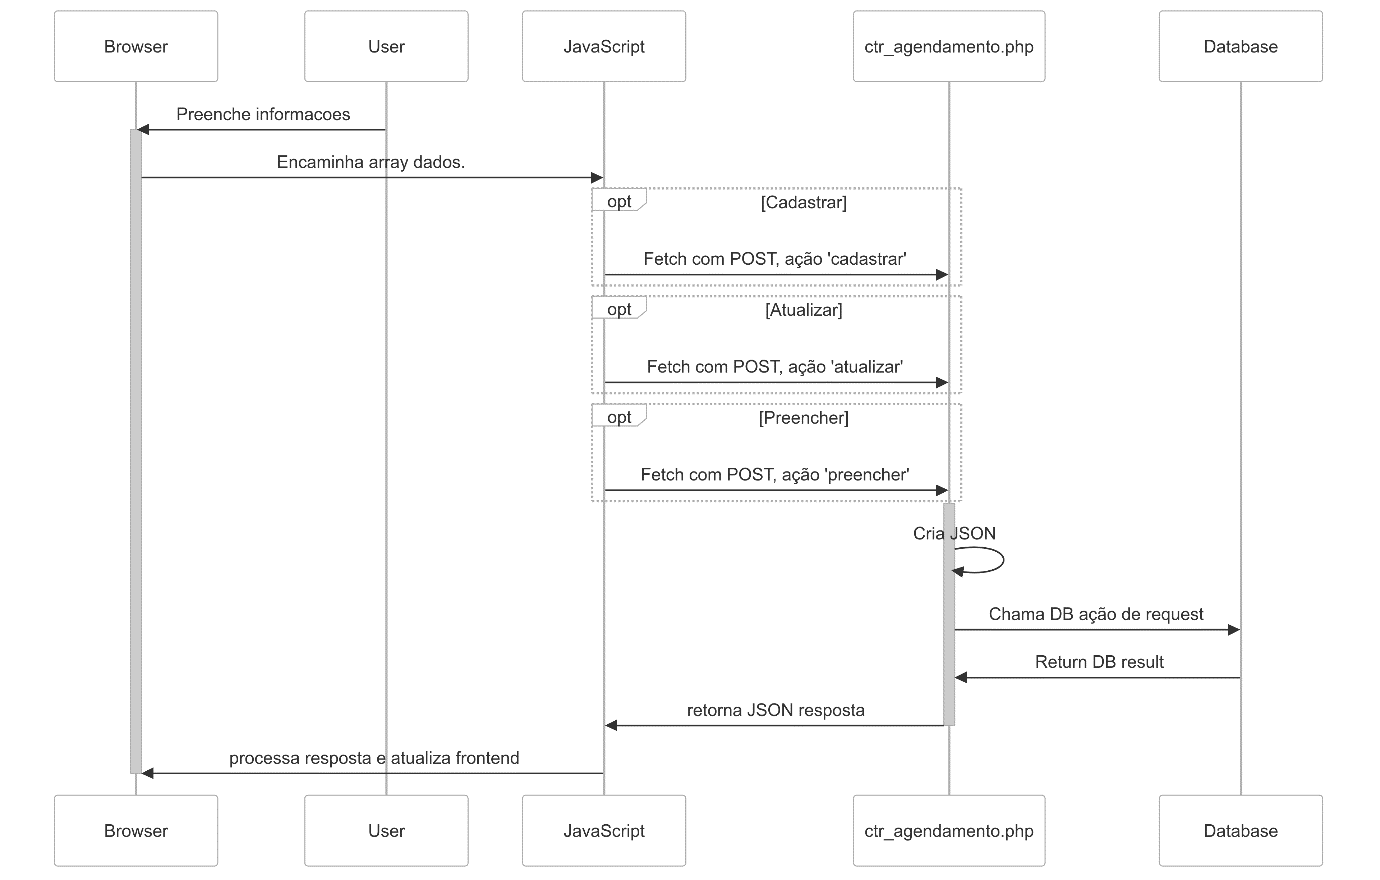 Browser
User
JavaScript
ctr_agendamento.php
Database
Preenche informacoes
Encaminha array dados.
opt
[Cadastrar]
Fetch com POST, ação 'cadastrar'
opt
[Atualizar]
Fetch com POST, ação 'atualizar'
opt
[Preencher]
Fetch com POST, ação 'preencher'
Cria JSON
Chama DB ação de request
Return DB result
retorna JSON resposta
processa resposta e atualiza frontend
Browser
User
JavaScript
ctr_agendamento.php
Database